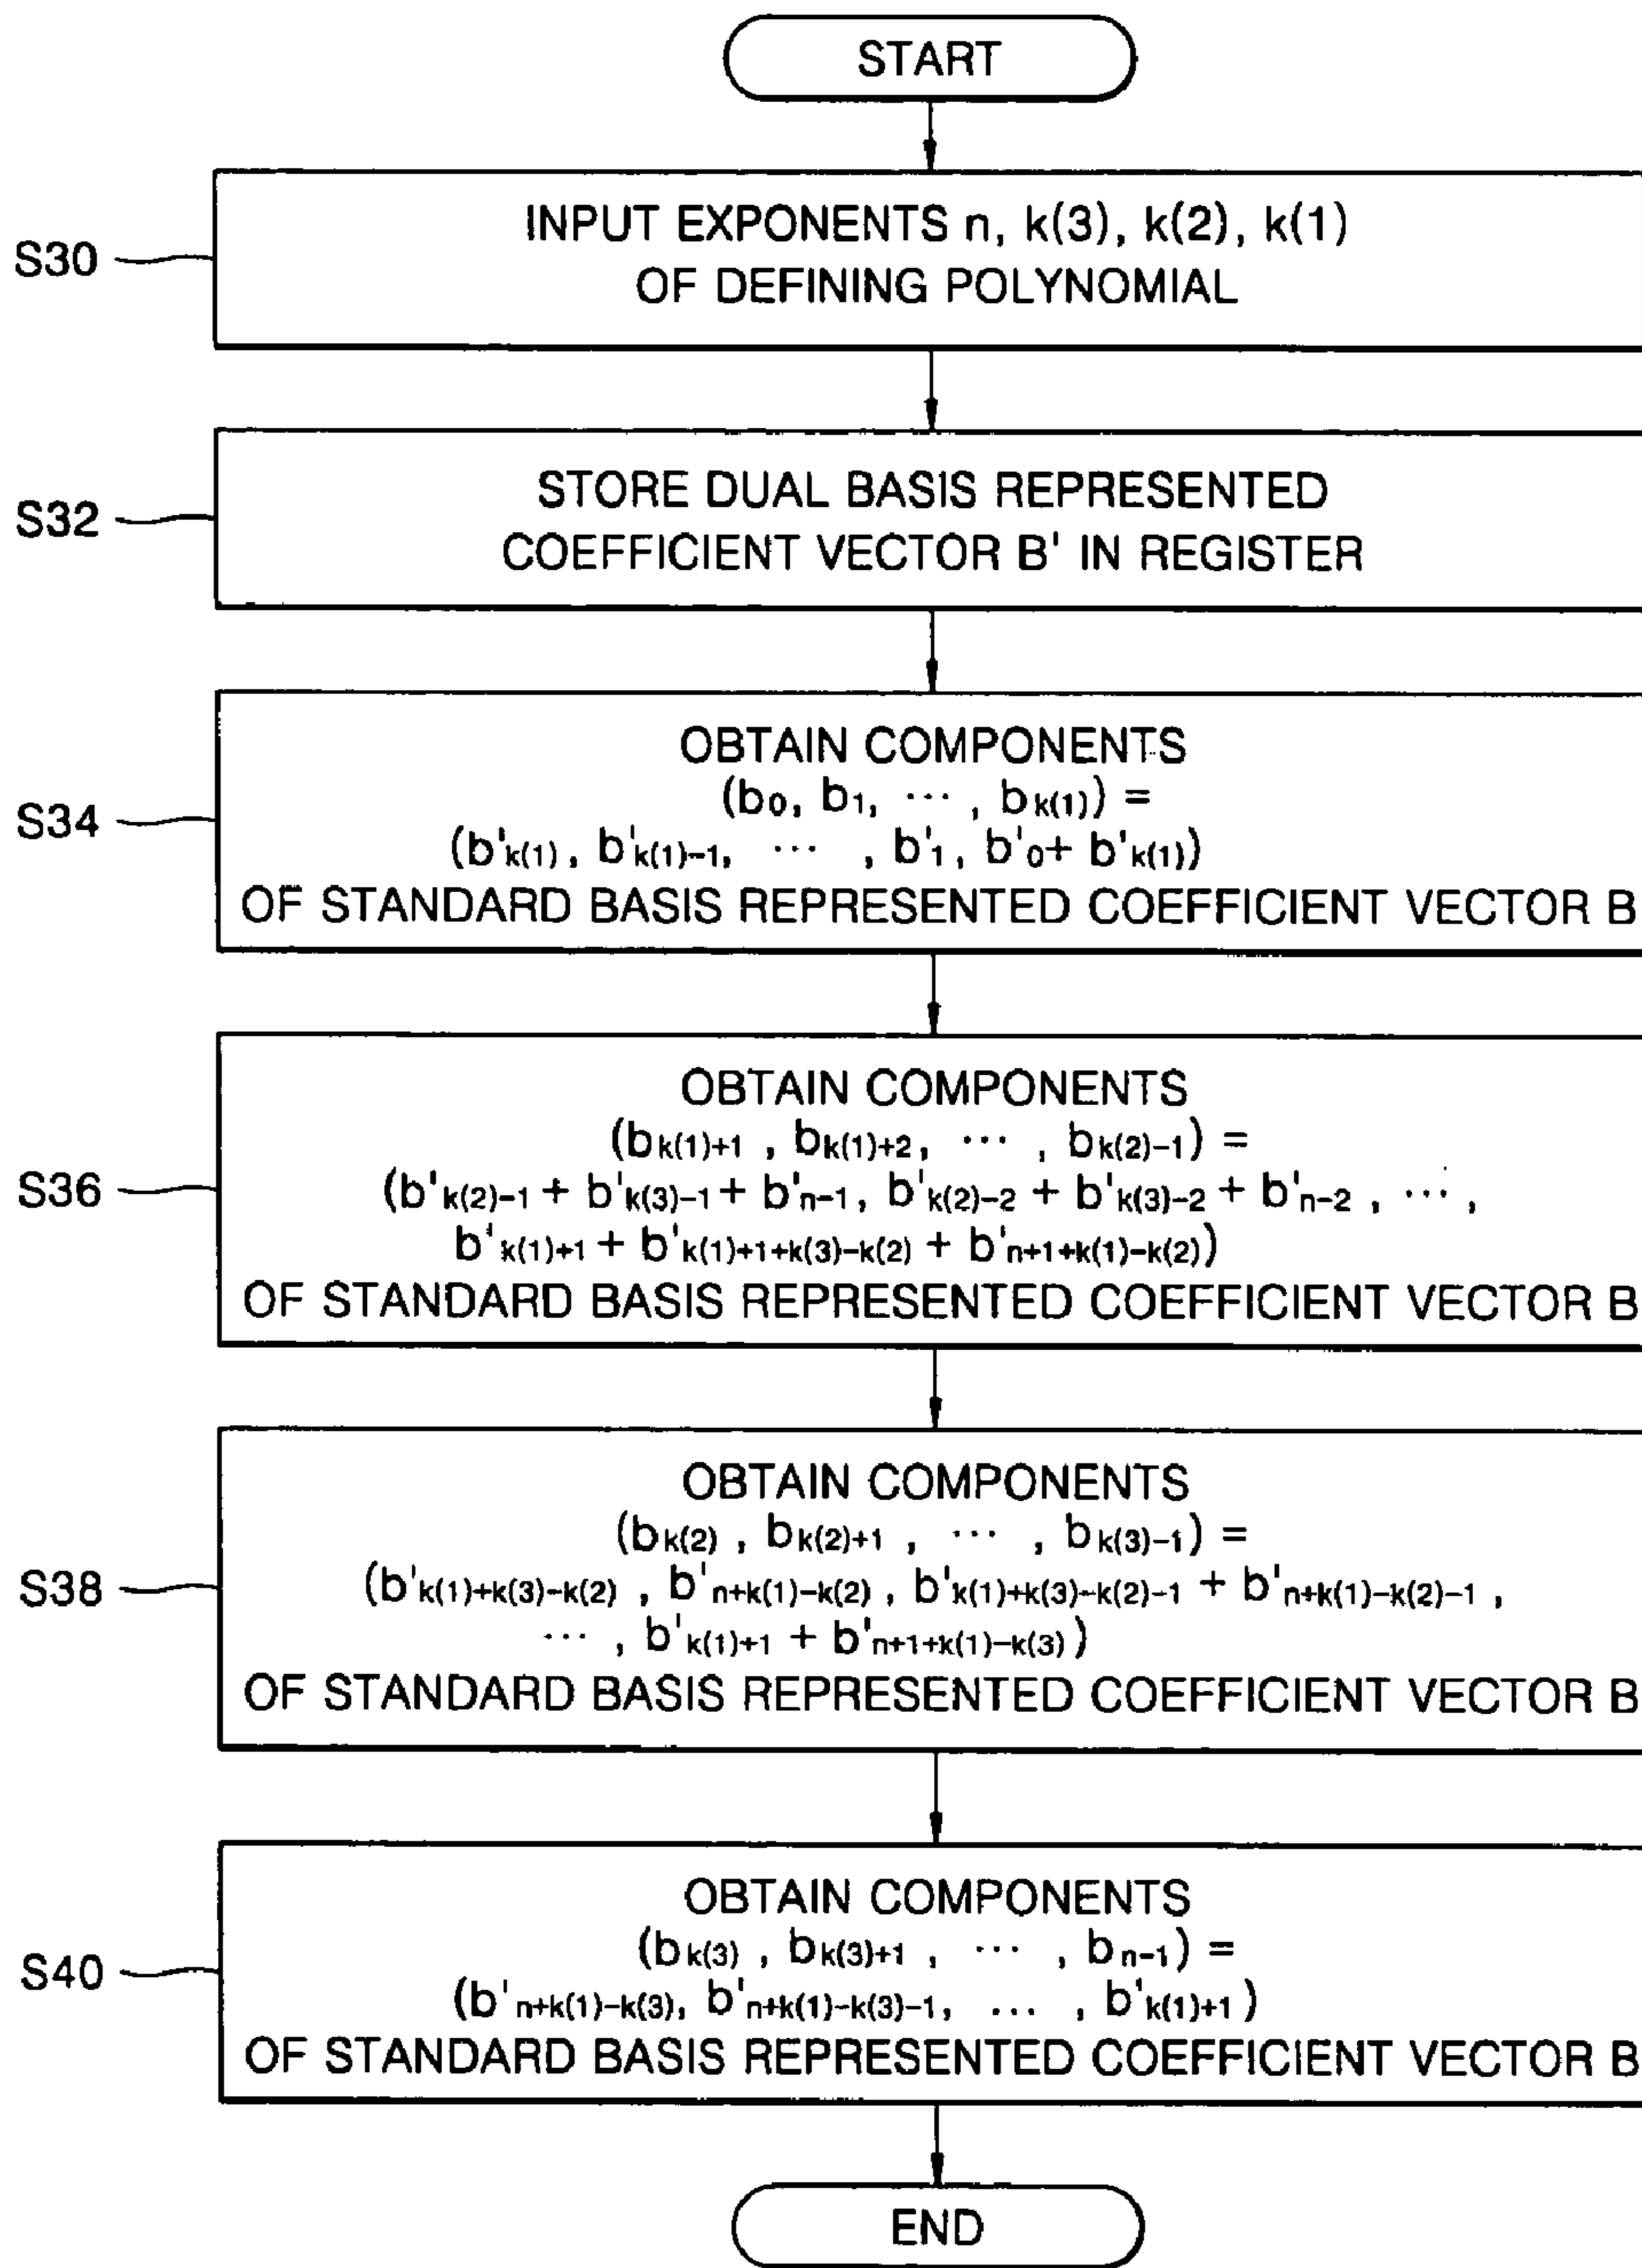 START
S30
INPUT EXPONENTS n, k(3), k(2), k(1)
OF DEFINING POLYNOMIAL
S32
STORE DUAL BASIS REPRESENTED
COEFFICIENT VECTOR B' IN REGISTER
S34
OBTAIN COMPONENTS
(b0, b1, ··· , bk(1)) =
(b'k(1), b'k(1)-1, ··· , b'1, b'0+ b'k(1))
OF STANDARD BASIS REPRESENTED COEFFICIENT VECTOR B
S36
OBTAIN COMPONENTS
(bk(1)+1 , bk(1)+2, ··· , bk(2)-1) =
(b'k(2)-1 + b'k(3)-1 + b'n-1, b'k(2)-2 + b'k(3)-2 + b'n-2 , ··· ,
b'k(1)+1 + b'k(1)+1+k(3)-k(2) + b'n+1+k(1)-k(2))
OF STANDARD BASIS REPRESENTED COEFFICIENT VECTOR B
S38
OBTAIN COMPONENTS
(bk(2) , bk(2)+1 , ··· , bk(3)-1) =
(b'k(1)+k(3)-k(2) , b'n+k(1)-k(2) , b'k(1)+k(3)-k(2)-1 + b'n+k(1)-k(2)-1 ,
··· , b'k(1)+1 + b'n+1+k(1)-k(3) )
OF STANDARD BASIS REPRESENTED COEFFICIENT VECTOR B
S40
OBTAIN COMPONENTS
(bk(3) , bk(3)+1 , ··· , bn-1) =
(b'n+k(1)-k(3), b'n+k(1)-k(3)-1, ... , b'k(1)+1 )
OF STANDARD BASIS REPRESENTED COEFFICIENT VECTOR B
END